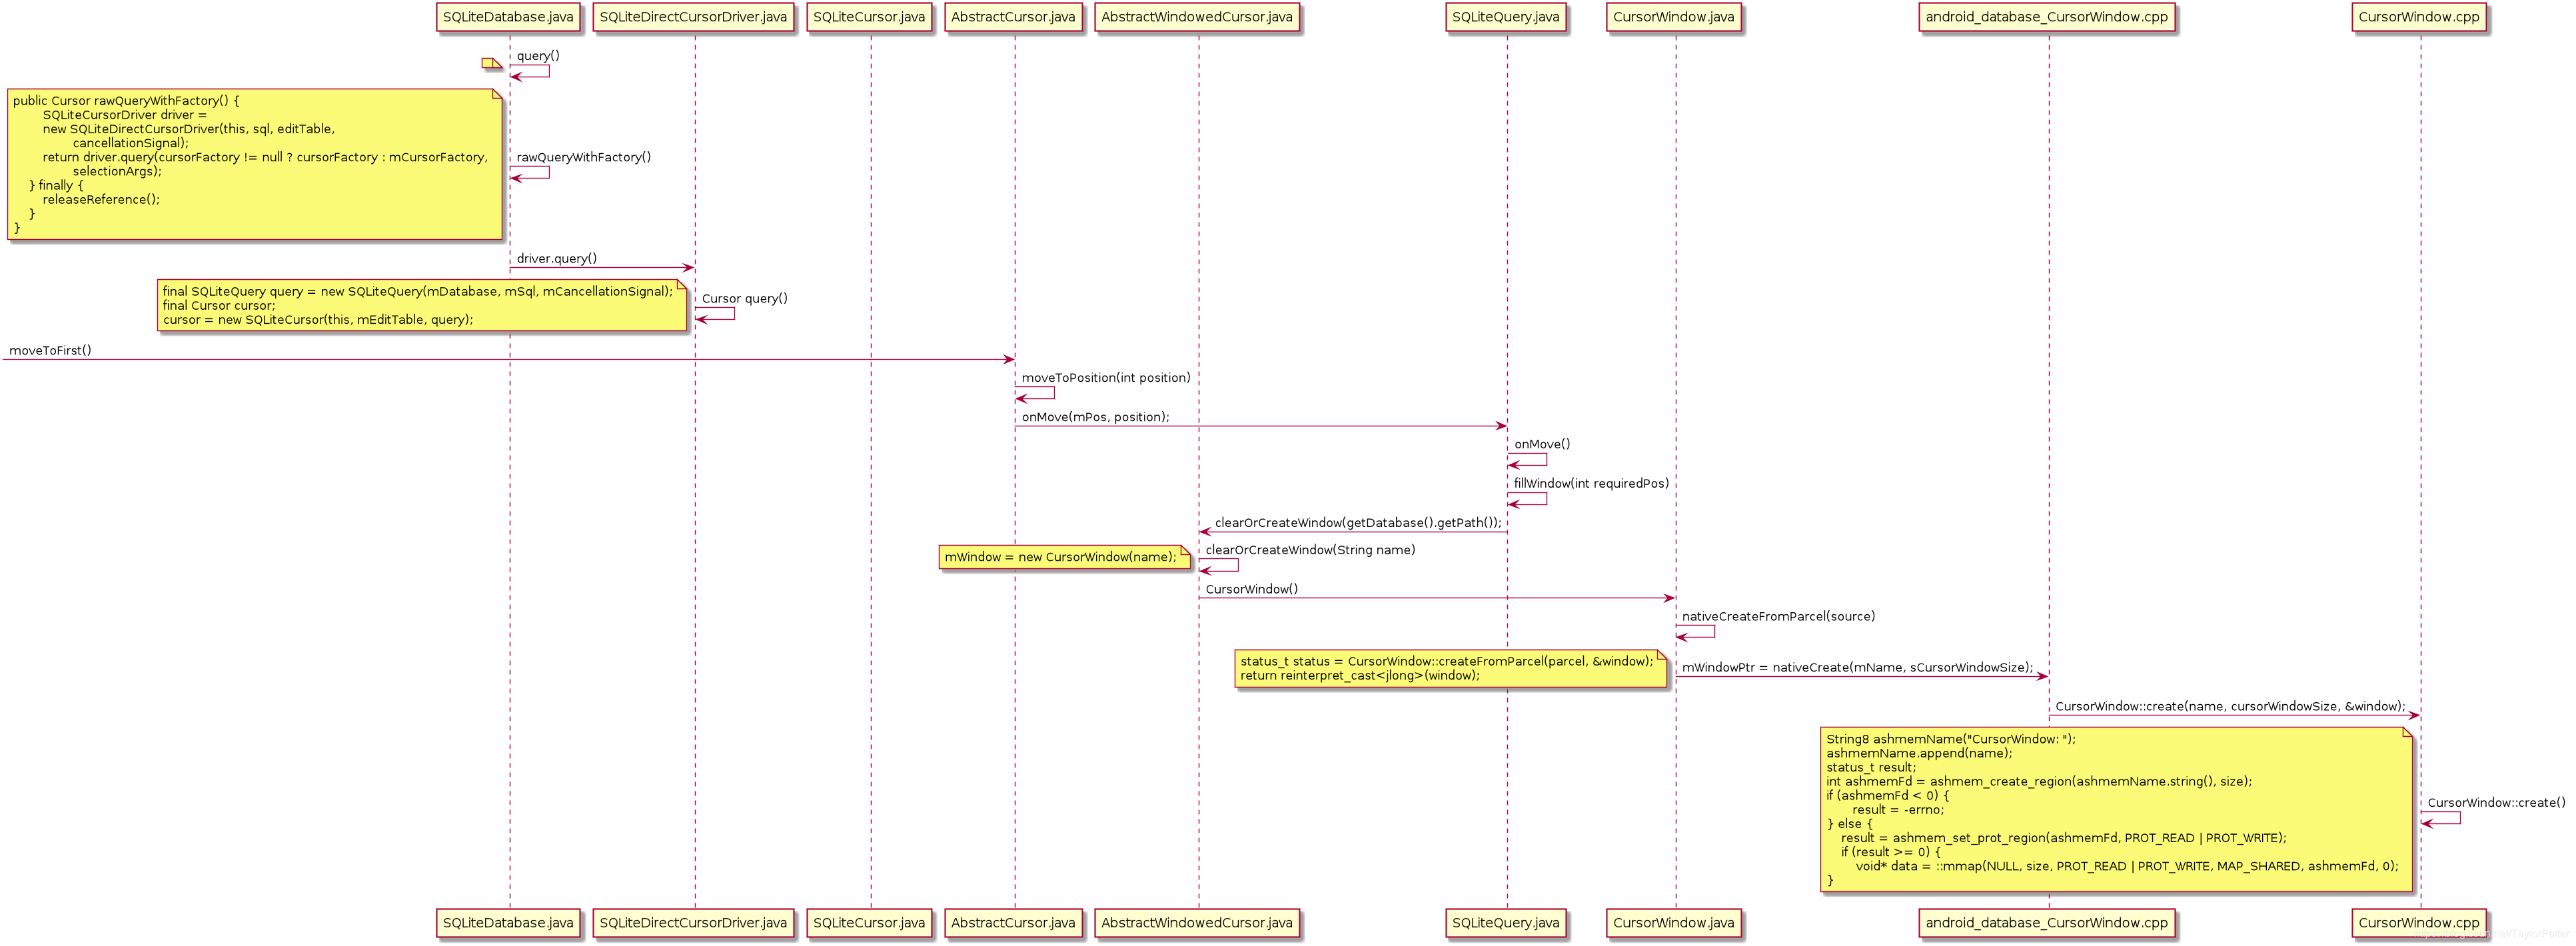 SQLiteDatabase.java SQLiteDirectCursorDriver.java SQLiteCursor.java AbstractCursor.java AbstractWindowedCursor.java SQLiteQuery.java CursorWindow.java android_database_CursorWindow.cpp CursorWindow.cpp
query()
public Cursor rawQueryWithFactory() {
SQLiteCursorDriver driver =
new SQLiteDirectCursorDriver(this, sql, editTable,
cancellationSignal);
return driver.query(cursorFactory != null ? cursorFactory : mCursorFactory,
selectionArgs);
} finally {
releaseReference();
}
}
rawQueryWithFactory()
driver.query()
final SQLiteQuery query = new SQLiteQuery(mDatabase, mSql, mCancellationSignal);
final Cursor cursor;
cursor = new SQLiteCursor(this, mEditTable, query);
Cursor query()
moveToFirst()
moveToPosition(int position)
onMove(mPos, position);
onMove()
fillWindow(int requiredPos)
clearOrCreateWindow(getDatabase().getPath());
mWindow = new CursorWindow(name);
clearOrCreateWindow(String name)
CursorWindow()
nativeCreateFromParcel(source)
status_t status = CursorWindow::createFromParcel(parcel, &window);
return reinterpret_cast<jlong>(window);
mWindowPtr = nativeCreate(mName, sCursorWindowSize);
CursorWindow::create(name, cursorWindowSize, &window);
String8 ashmemName("CursorWindow: ");
ashmemName.append(name);
status_t result;
int ashmemFd = ashmem_create_region(ashmemName.string(), size);
if (ashmemFd < 0) {
result = -errno;
} else {
result = ashmem_set_prot_region(ashmemFd, PROT_READ | PROT_WRITE);
if (result >= 0) {
void* data = ::mmap(NULL, size, PROT_READ | PROT_WRITE, MAP_SHARED, ashmemFd, 0);
}
CursorWindow::create()
SQLiteDatabase.java SQLiteDirectCursorDriver.java SQLiteCursor.java AbstractCursor.java AbstractWindowedCursor.java SQLiteQuery.java CursorWindow.java android_database_CursorWindow.cpp CursorWindow.cpp